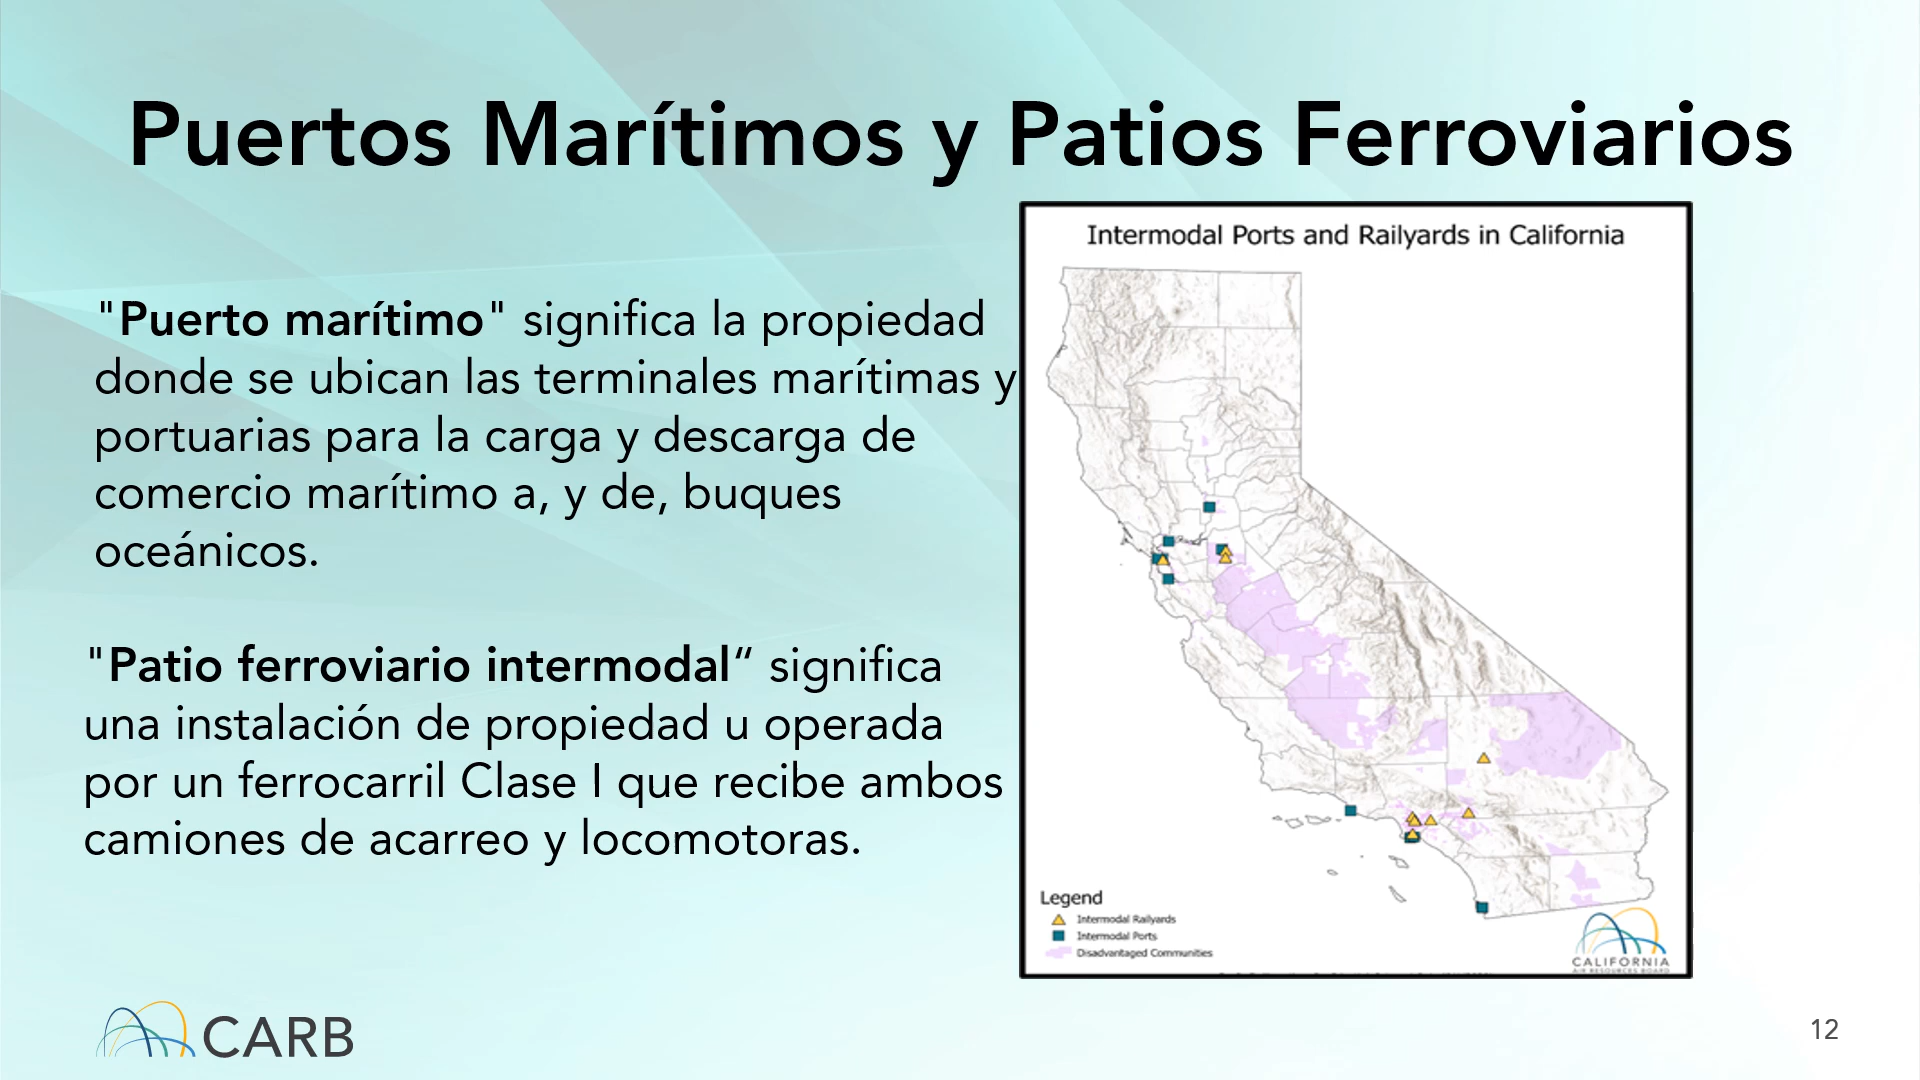 Puertos Marítimos y Patios Ferroviarios
"Puerto marítimo" significa la propiedad
donde se ubican las terminales marítimas y
portuarias para la carga y descarga de
comercio marítimo a, y de, buques
oceánicos.
"Patio ferroviario intermodal“ significa
una instalación de propiedad u operada
por un ferrocarril Clase I que recibe ambos
camiones de acarreo y locomotoras.
Intermodal Ports and Railyards in California
Legend
Intermodal Railyards
Intermodal Ports
Disadvantaged Communities
CALIFORNIA
AIR RESOURCES BOARD
CARB
12